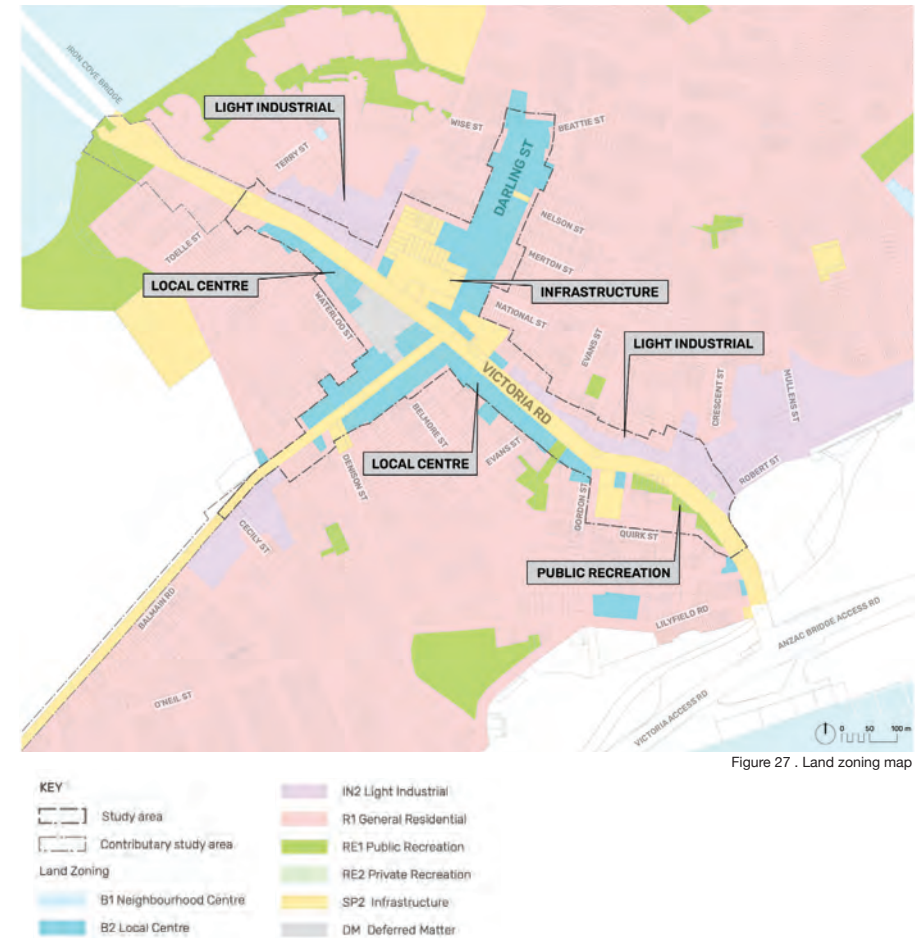 IRON COVE BRIDGE
LIGHT INDUSTRIAL
WISE ST
BEATTIE ST
TERRY ST
DARLING ST
NELSON ST
TOELLE ST
MERTON ST
LOCAL CENTRE
INFRASTRUCTURE
WATERLOO ST
NATIONAL ST
EVANS ST
LIGHT INDUSTRIAL
CRESCENT ST
MULLENS ST
VICTORIA RD
BELMORE ST
LOCAL CENTRE
EVANS ST
DENISON ST
ROBERT ST
GORDON ST
CECILY ST
QUIRK ST
PUBLIC RECREATION
BALMAIN RD
LILYFIELD RD
ANZAC BRIDGE ACCESS RD
O'NEIL ST
VICTORIA ACCESS RD
0 50 100 m
Figure 27 . Land zoning map
KEY
Study area
Contributary study area
Land Zoning
B1 Neighbourhood Centre
B2 Local Centre
IN2 Light Industrial
R1 General Residential
RE1 Public Recreation
RE2 Private Recreation
SP2 Infrastructure
DM Deferred Matter